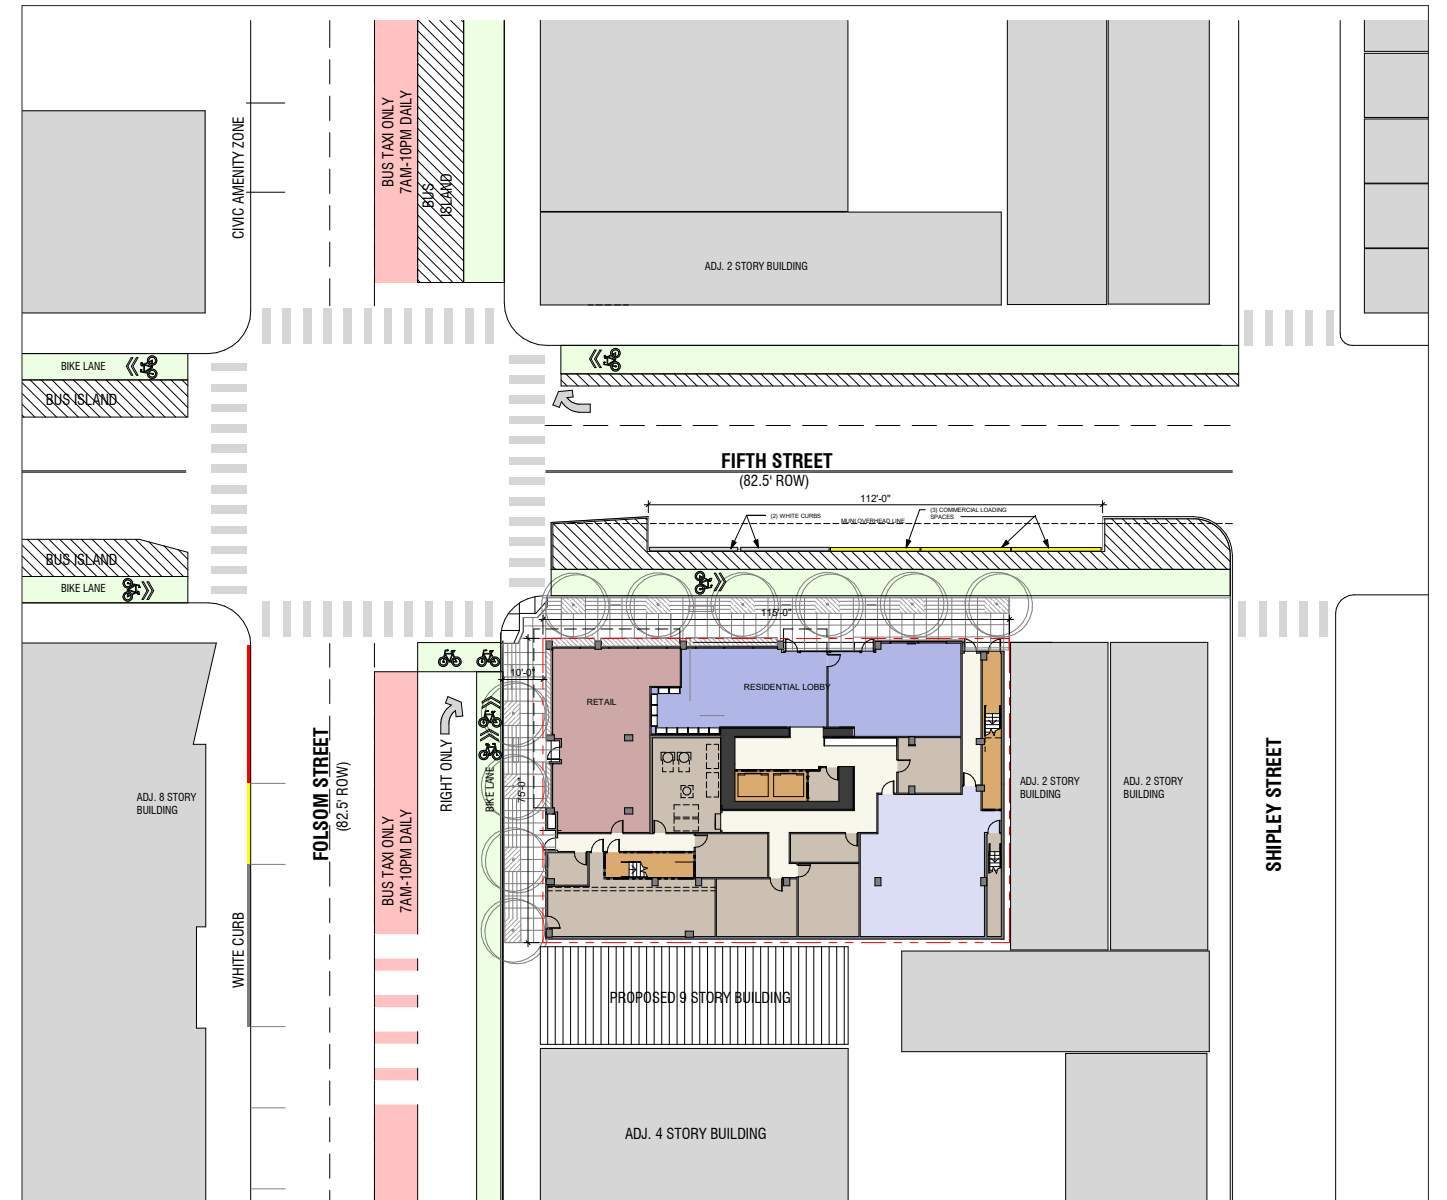 CIVIC AMENITY ZONE
BUS TAXI ONLY
7AM-10PM DAILY
BUS
ISLAND
ADJ. 2 STORY BUILDING
BIKE LANE
BUS ISLAND
FIFTH STREET
(82.5' ROW)
112'-0"
(2) WHITE CURBS
MUNI OVERHEAD LINE
(3) COMMERCIAL LOADING
SPACES
BUS ISLAND
BIKE LANE
115'-0"
10'-0"
RETAIL
RESIDENTIAL LOBBY
75'-0"
BIKE LANE
RIGHT ONLY
FOLSOM STREET
(82.5' ROW)
BUS TAXI ONLY
7AM-10PM DAILY
ADJ. 8 STORY
BUILDING
WHITE CURB
ADJ. 2 STORY
BUILDING
ADJ. 2 STORY
BUILDING
SHIPLEY STREET
PROPOSED 9 STORY BUILDING
ADJ. 4 STORY BUILDING